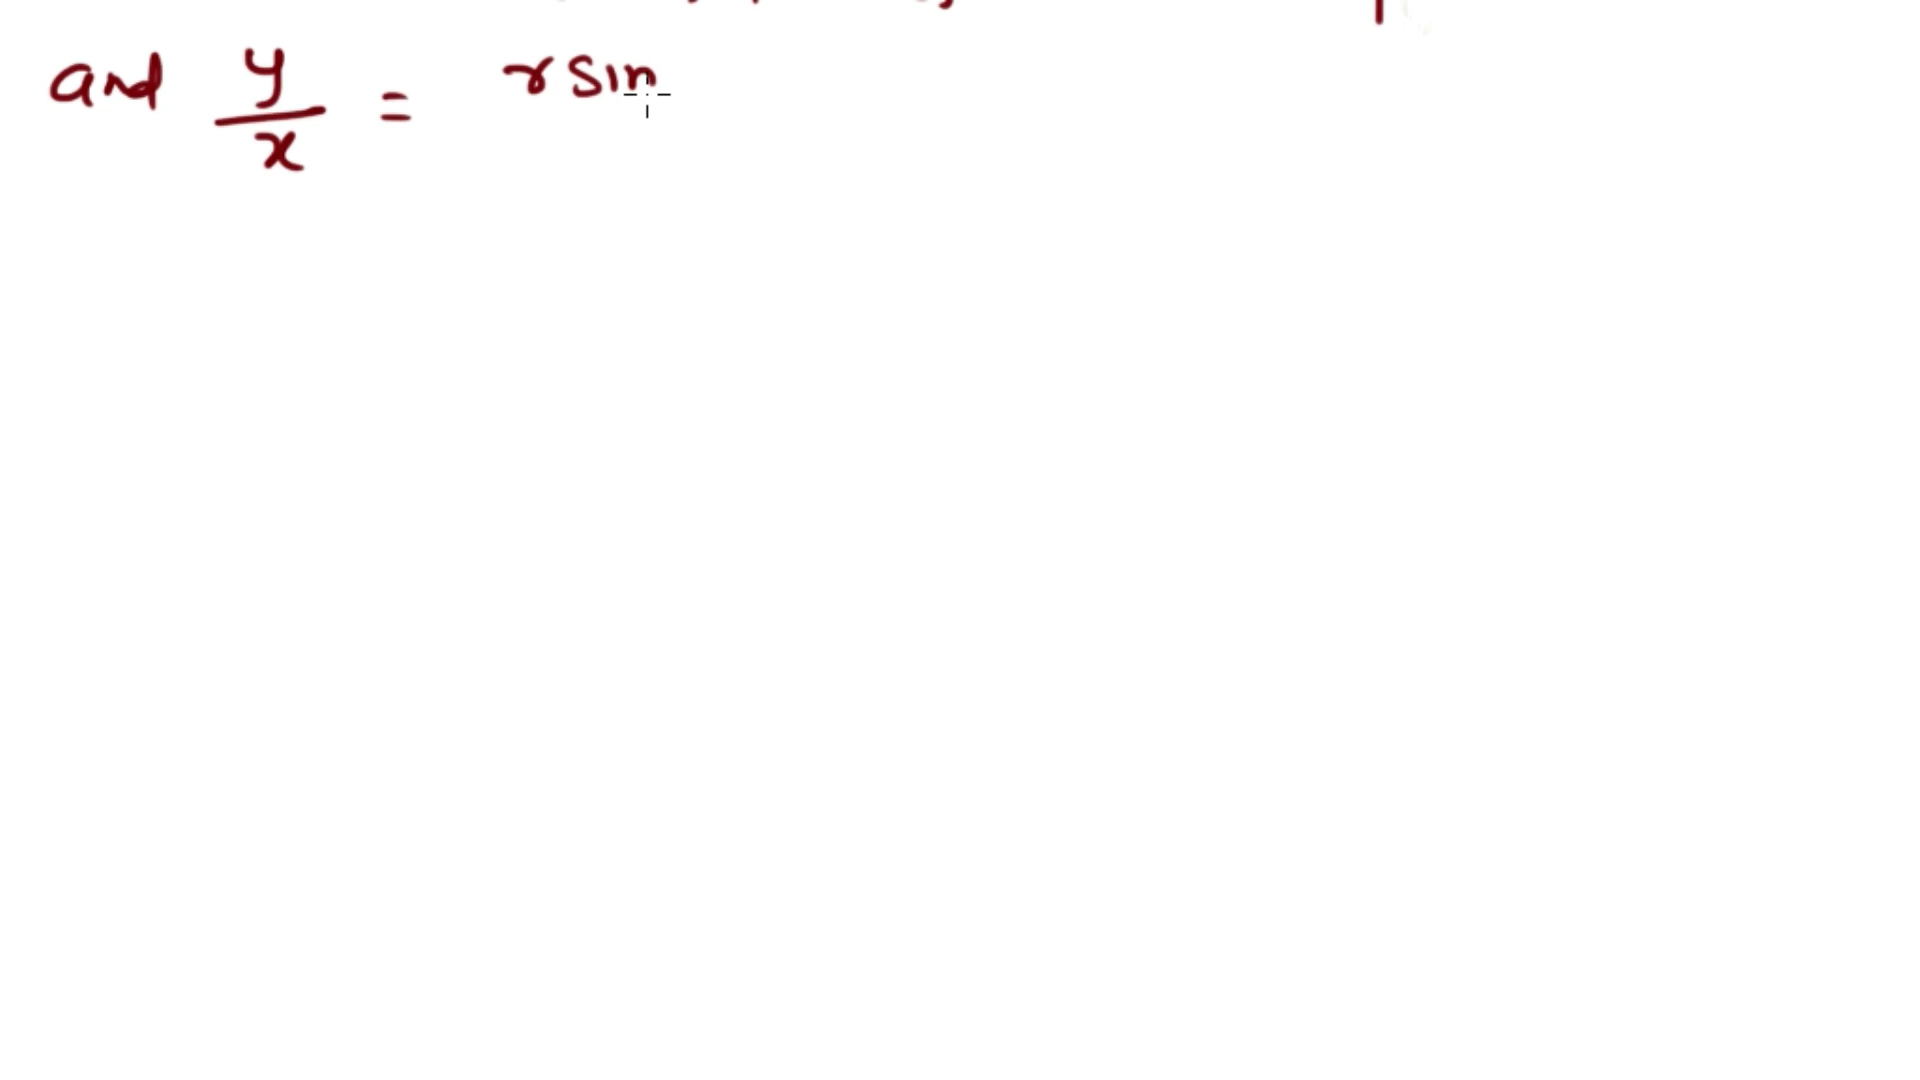 and y/x = r sin